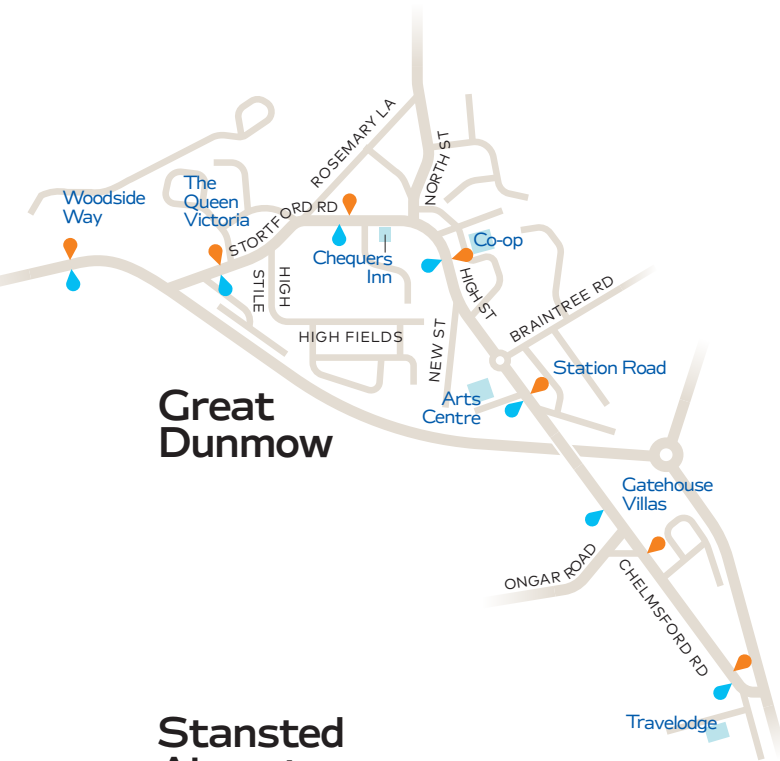 ROSEMARY LA
NORTH ST
Woodside
Way
The
Queen
Victoria
STORTFORD RD
Co-op
Chequers
Inn
HIGH
STILE
HIGH ST
BRAINTREE RD
HIGH FIELDS
NEW ST
Station Road
Arts
Centre
Great
Dunmow
Gatehouse
Villas
ONGAR ROAD
CHELMSFORD RD
Travelodge
Stansted